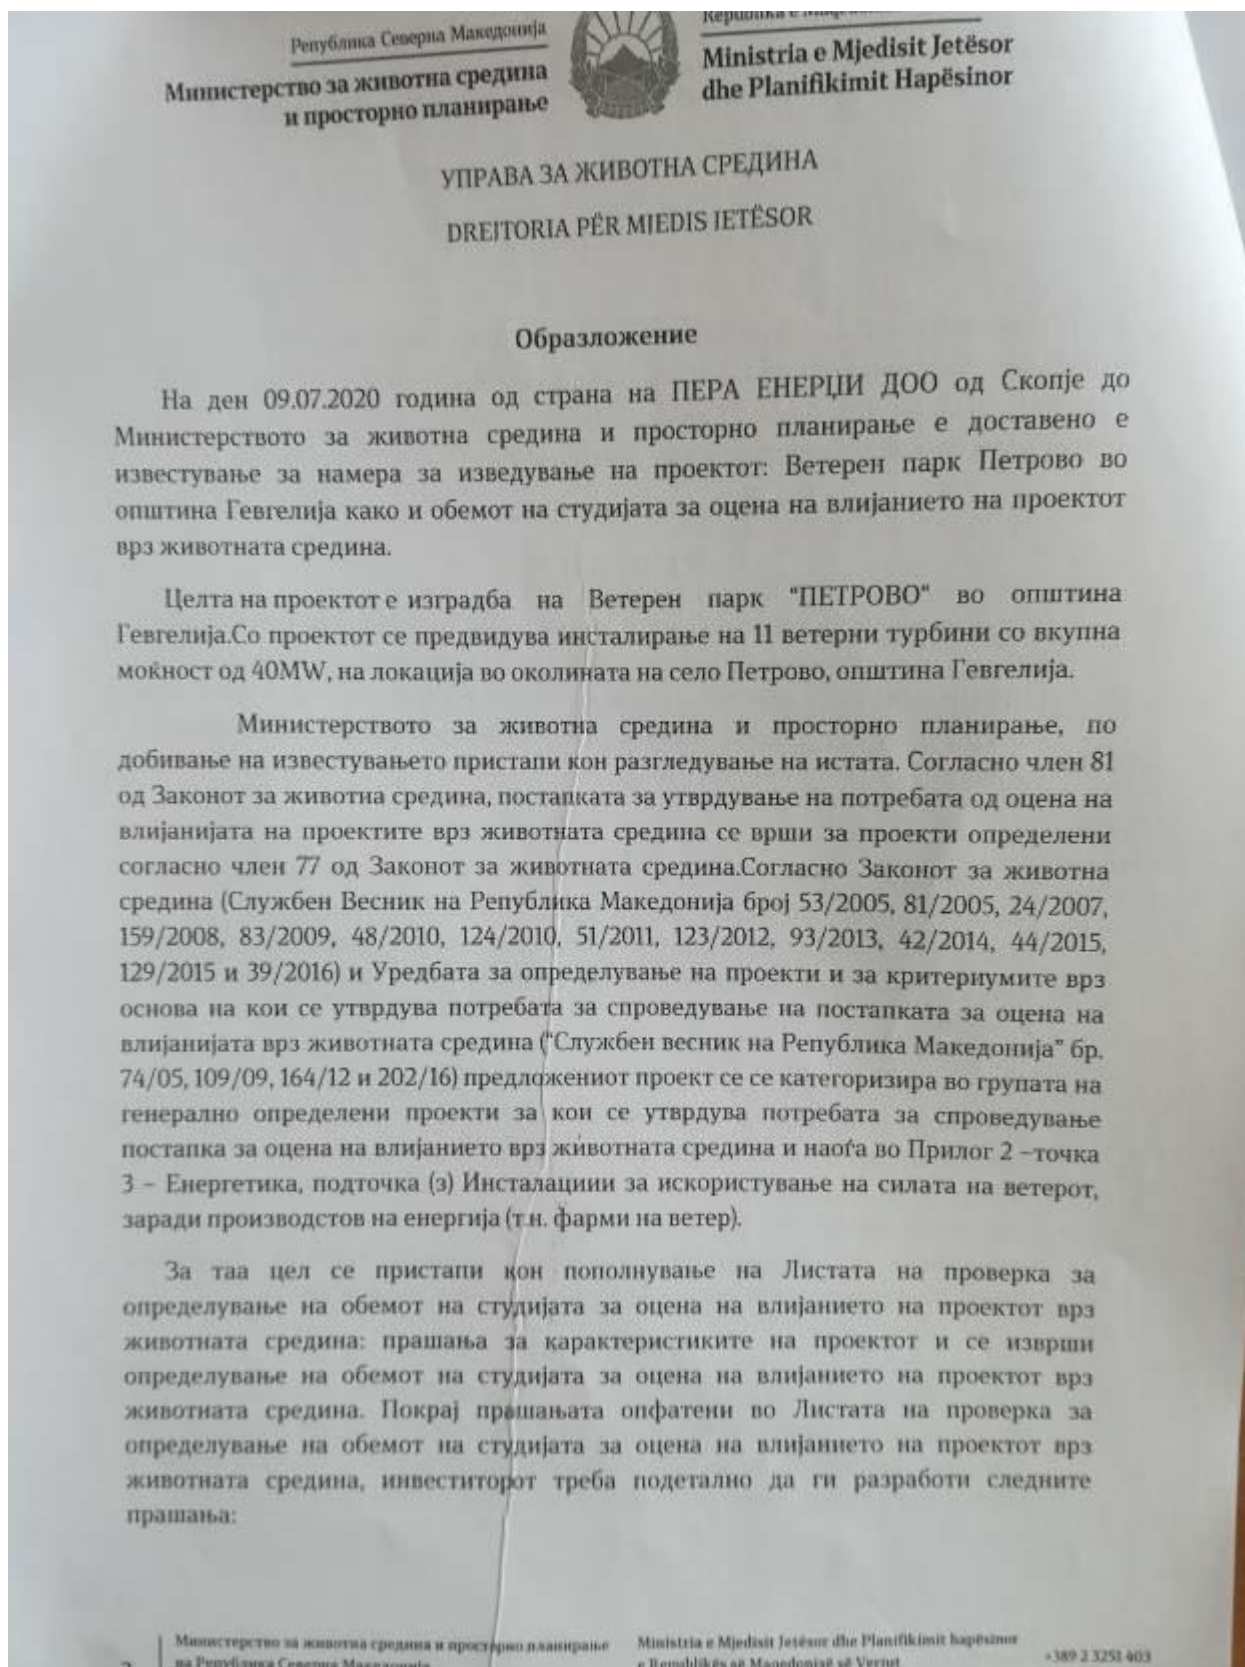 Република Северна Македонија
Министерство за животна средина
и просторно планирање
Ministria e Mjedisit Jetësor
dhe Planifikimit Hapësinor
УПРАВА ЗА ЖИВОТНА СРЕДИНА
DREJTORIA PËR MJEDIS JETËSOR
Образложение
На ден 09.07.2020 година од страна на ПЕРА ЕНЕРЏИ ДОО од Скопје до
Министерството за животна средина и просторно планирање е доставено е
известување за намера за изведување на проектот: Ветерен парк Петрово во
општина Гевгелија како и обемот на студијата за оцена на влијанието на проектот
врз животната средина.
Целта на проектот е изградба на Ветерен парк "ПЕТРОВО“ во општина
Гевгелија.Со проектот се предвидува инсталирање на 11 ветерни турбини со вкупна
моќност од 40MW, на локација во околината на село Петрово, општина Гевгелија.
Министерството за животна средина и просторно планирање, по
добивање на известувањето пристапи кон разгледување на истата. Согласно член 81
од Законот за животна средина, постапката за утврдување на потребата од оцена на
влијанијата на проектите врз животната средина се врши за проекти определени
согласно член 77 од Законот за животната средина.Согласно Законот за животна
средина (Службен Весник на Република Македонија број 53/2005, 81/2005, 24/2007,
159/2008, 83/2009, 48/2010, 124/2010, 51/2011, 123/2012, 93/2013, 42/2014, 44/2015,
129/2015 и 39/2016) и Уредбата за определување на проекти и за критериумите врз
основа на кои се утврдува потребата за спроведување на постапката за оцена на
влијанијата врз животната средина ("Службен весник на Република Македонија” бр.
74/05, 109/09, 164/12 и 202/16) предложениот проект се се категоризира во групата на
генерално определени проекти за кои се утврдува потребата за спроведување
постапка за оцена на влијанието врз животната средина и наоѓа во Прилог 2 –точка
3 – Енергетика, подточка (з) Инсталациии за искористување на силата на ветерот,
заради производстов на енергија (т.н. фарми на ветер).
За таа цел се пристапи кон пополнување на Листата на проверка за
определување на обемот на студијата за оцена на влијанието на проектот врз
животната средина: прашања за карактеристиките на проектот и се изврши
определување на обемот на студијата за оцена на влијанието на проектот врз
животната средина. Покрај прашањата опфатени во Листата на проверка за
определување на обемот на студијата за оцена на влијанието на проектот врз
животната средина, инвеститорот треба подетално да ги разработи следните
прашања:
Министерство за животна средина и просторно планирање
на Република Северна Македонија
Ministria e Mjedisit Jetësor dhe Planifikimit hapësinor
e Republikës së Maqedonisë së Veriut
+389 2 3251 403